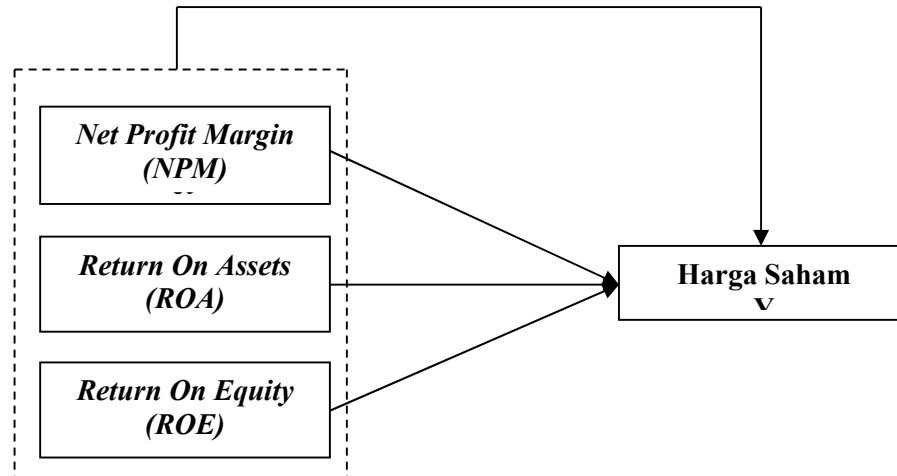 Net Profit Margin
(NPM)
Return On Assets
(ROA)
Return On Equity
(ROE)
Harga Saham